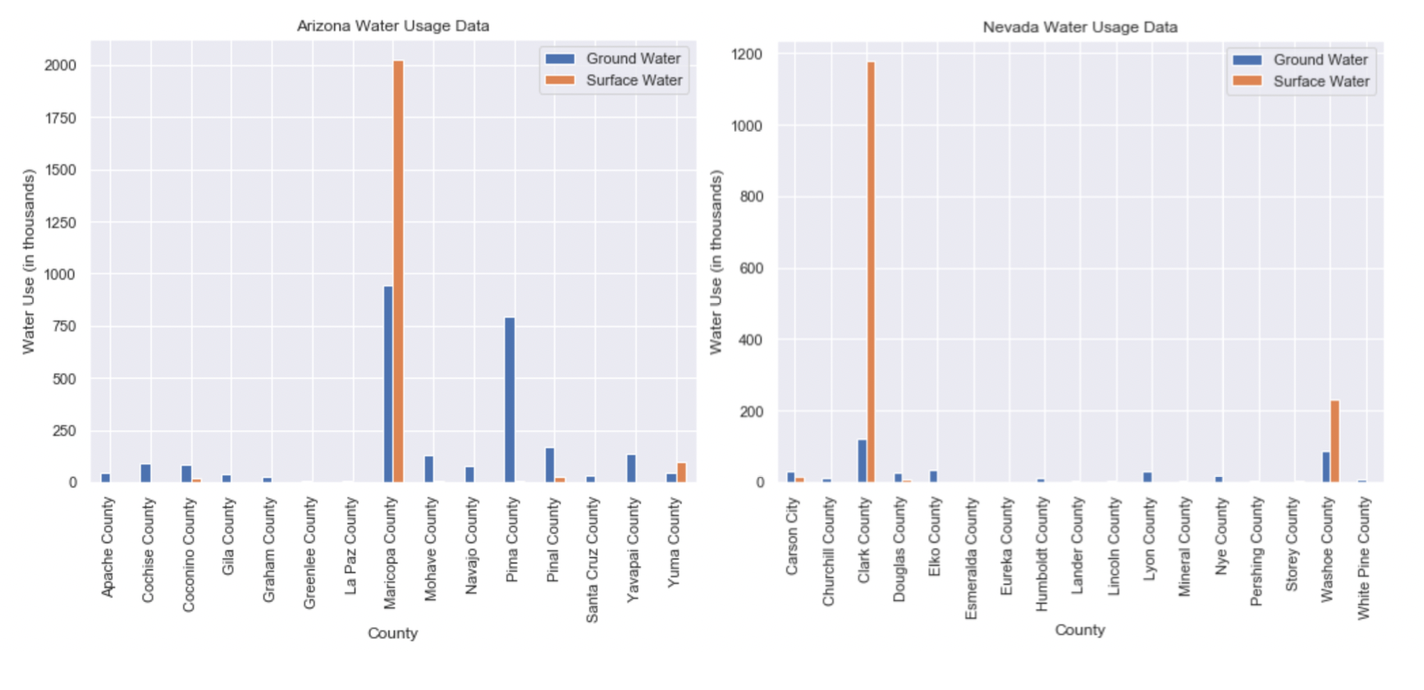 Arizona Water Usage Data
Ground Water
Surface Water
Water Use (in thousands)
2000
1750
1500
1250
1000
750
500
250
0
Apache County
Cochise County
Coconino County
Gila County
Graham County
Greenlee County
La Paz County
Maricopa County
Mohave County
Navajo County
Pima County
Pinal County
Santa Cruz County
Yavapai County
Yuma County
County
Nevada Water Usage Data
Ground Water
Surface Water
Water Use (in thousands)
1200
1000
800
600
400
200
0
Carson City
Churchill County
Clark County
Douglas County
Elko County
Esmeralda County
Eureka County
Humboldt County
Lander County
Lincoln County
Lyon County
Mineral County
Nye County
Pershing County
Storey County
Washoe County
White Pine County
County